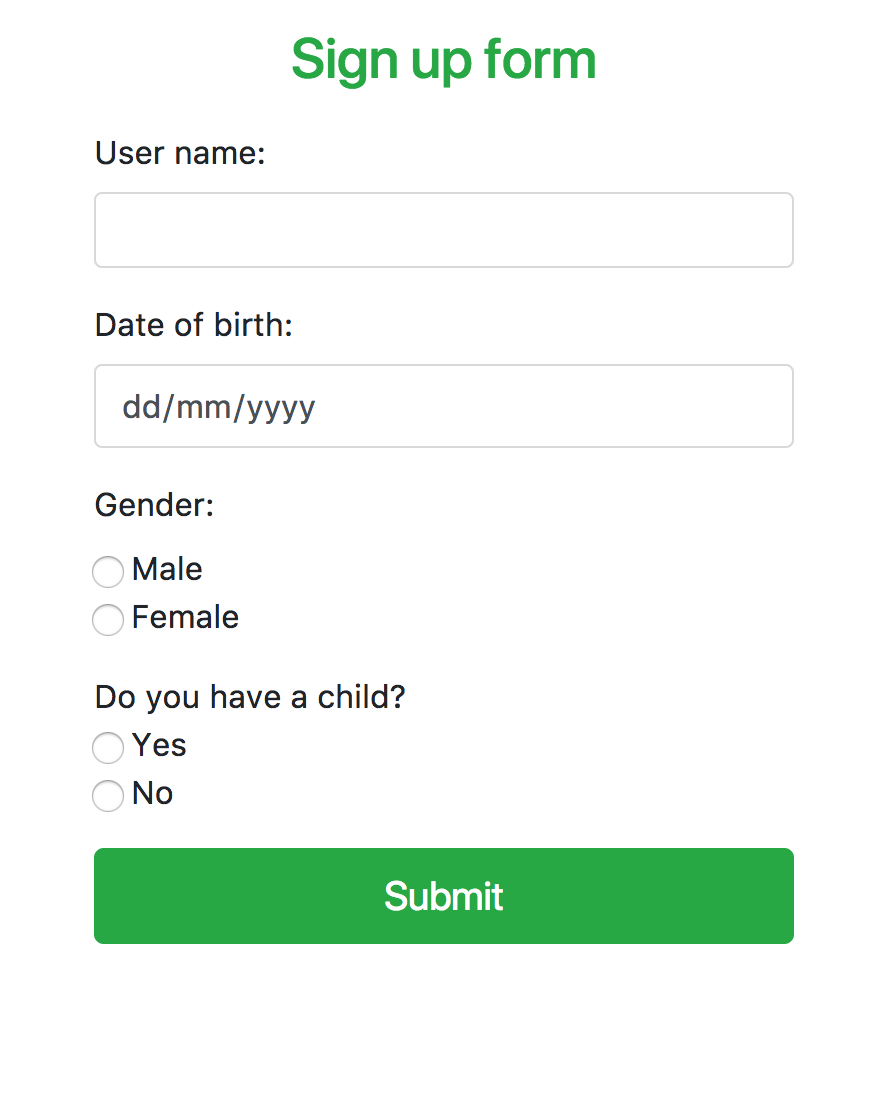 Sign up form
User name:
Date of birth:
dd/mm/yyyy
Gender:
Male
Female
Do you have a child?
Yes
No
Submit